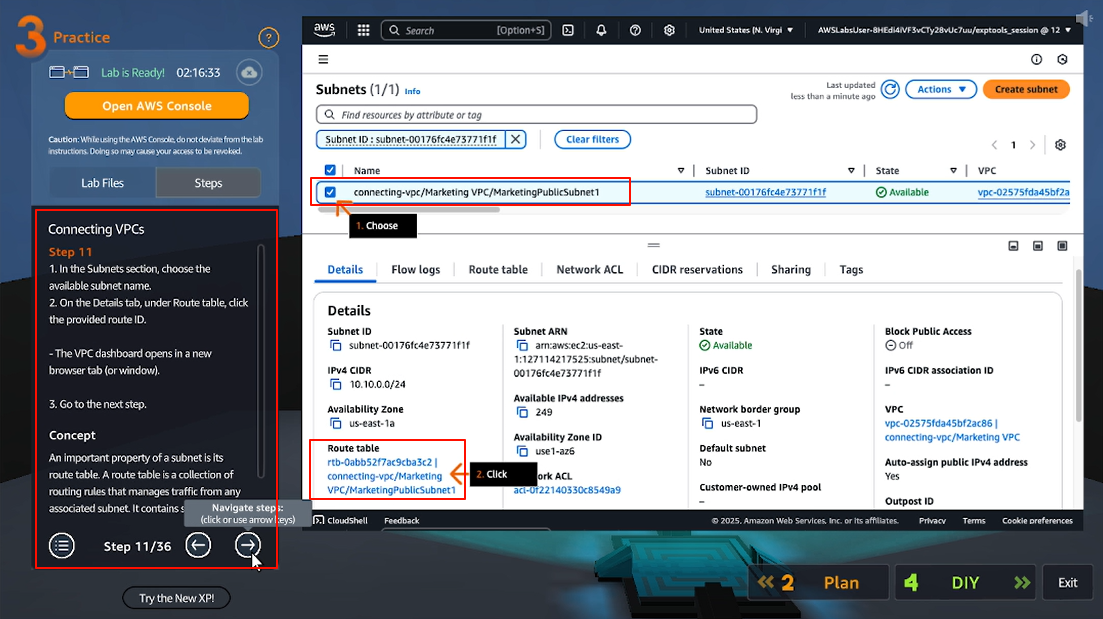 3 Practice
?
Lab is Ready! 02:16:33
Open AWS Console
Caution: While using the AWS Console, do not deviate from the lab
instructions. Doing so may cause your access to be revoked.
Lab Files
Steps
Connecting VPCs
Step 11
1. In the Subnets section, choose the
available subnet name.
2. On the Details tab, under Route table, click
the provided route ID.
- The VPC dashboard opens in a new
browser tab (or window).
3. Go to the next step.
Concept
An important property of a subnet is its
route table. A route table is a collection of
routing rules that manages traffic from any
associated subnet. It contains
Navigate steps:
(click or use arrow keys)
Step 11/36
Try the New XP!
aws
Search [Option+S]
United States (N. Virgi
AWSLabsUser-8HEdi4iVF3vCTy28vUc7uu/exptools_session @ 12
Subnets (1/1) Info
Last updated
less than a minute ago
Actions
Create subnet
Find resources by attribute or tag
Subnet ID : subnet-00176fc4e73771f1f
Clear filters
1
Name
Subnet ID
State
VPC
connecting-vpc/Marketing VPC/MarketingPublicSubnet1
subnet-00176fc4e73771f1f
Available
vpc-02575fda45bf2a
1. Choose
Details
Flow logs
Route table
Network ACL
CIDR reservations
Sharing
Tags
Details
Subnet ID
subnet-00176fc4e73771f1f
IPv4 CIDR
10.10.0.0/24
Availability Zone
us-east-1a
Route table
rtb-0abb52f7ac9cba3c2 |
connecting-vpc/Marketing
VPC/MarketingPublicSubnet1
2. Click
Subnet ARN
arn:aws:ec2:us-east-
1:127114217525:subnet/subnet-
00176fc4e73771f1f
Available IPv4 addresses
249
Availability Zone ID
use1-az6
ork ACL
acl-0f22140330c8549a9
State
Available
IPv6 CIDR
–
Network border group
us-east-1
Default subnet
No
Customer-owned IPv4 pool
–
Block Public Access
Off
IPv6 CIDR association ID
–
VPC
vpc-02575fda45bf2ac86 |
connecting-vpc/Marketing VPC
Auto-assign public IPv4 address
Yes
Outpost ID
CloudShell
Feedback
© 2025, Amazon Web Services, Inc. or its affiliates.
Privacy
Terms
Cookie preferences
2 Plan
4 DIY
Exit